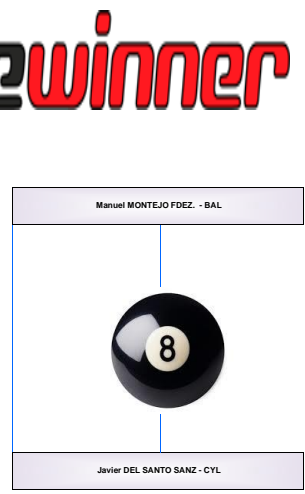 ewinner
Manuel MONTEJO FDEZ. - BAL
8
Javier DEL SANTO SANZ - CYL